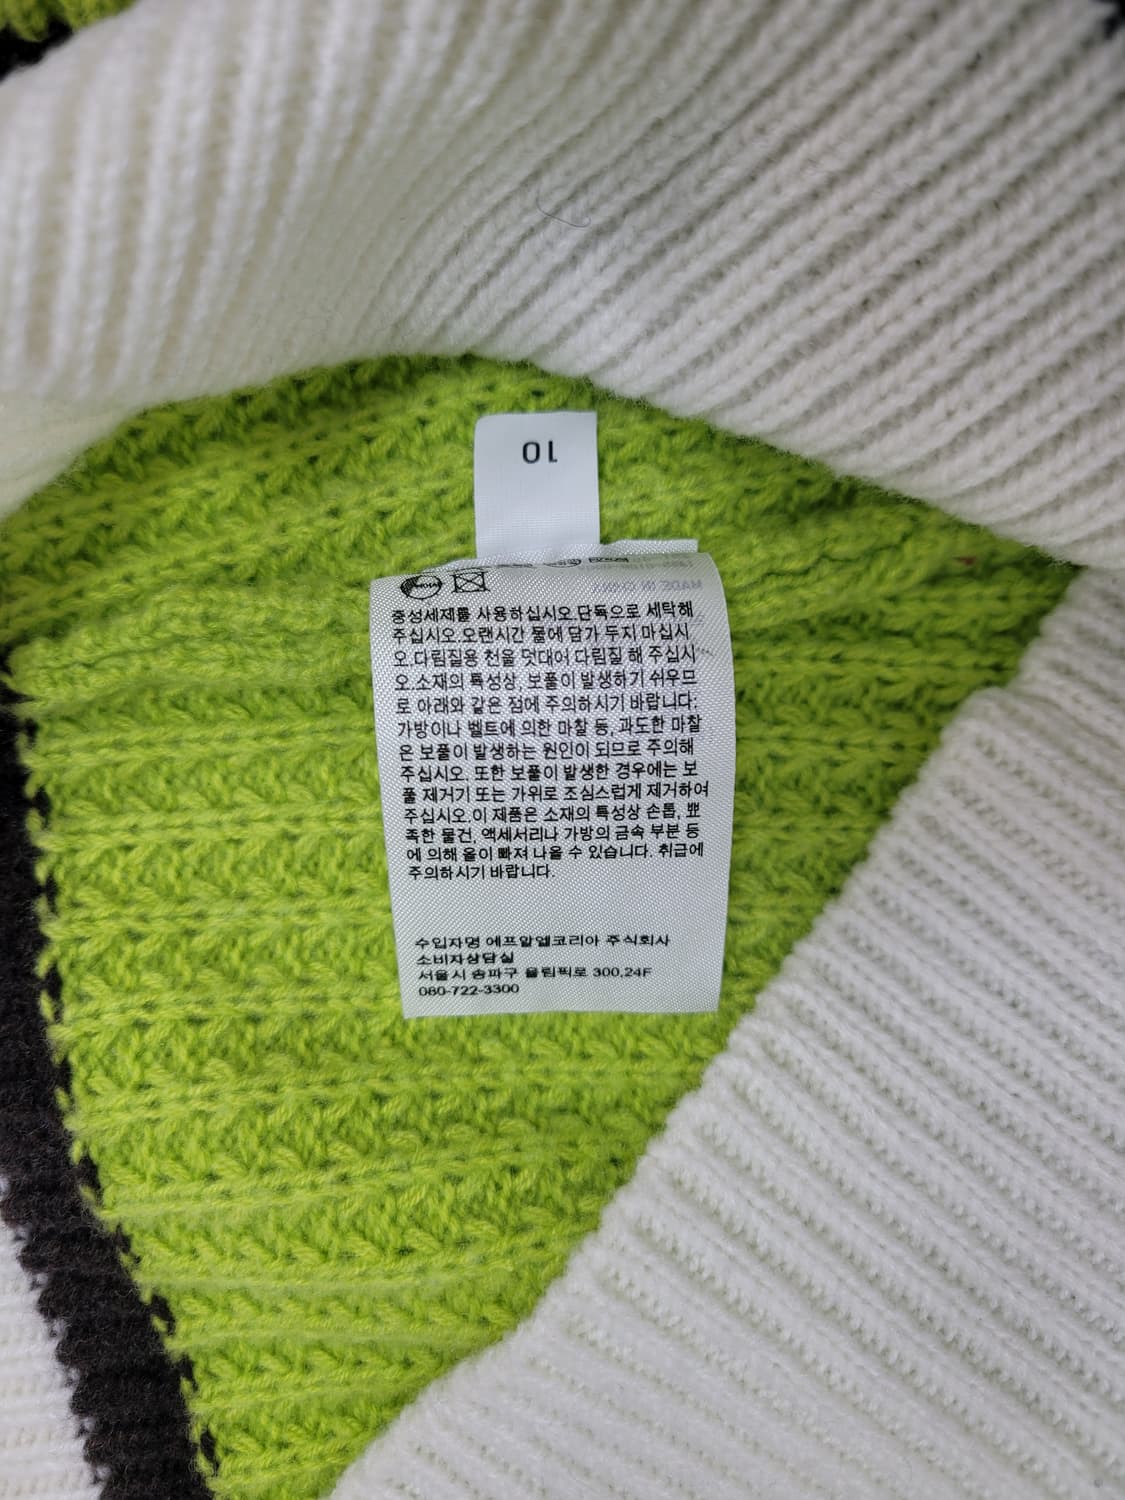 10
MADE IN CHINA
중성세제를 사용하십시오.단독으로 세탁해
주십시오.오랜시간 물에 담가 두지 마십시
오.다림질용 천을 덧대어 다림질 해 주십시
오.소재의 특성상, 보풀이 발생하기 쉬우므
로 아래와 같은 점에 주의하시기 바랍니다:
가방이나 벨트에 의한 마찰 등, 과도한 마찰
은 보풀이 발생하는 원인이 되므로 주의해
주십시오. 또한 보풀이 발생한 경우에는 보
풀 제거기 또는 가위로 조심스럽게 제거하여
주십시오.이 제품은 소재의 특성상 손톱, 뾰
족한 물건, 액세서리나 가방의 금속 부분 등
에 의해 올이 빠져 나올 수 있습니다. 취급에
주의하시기 바랍니다.
수입자명 에프알엘코리아 주식회사
소비자상담실
서울시 송파구 올림픽로 300,24F
080-722-3300